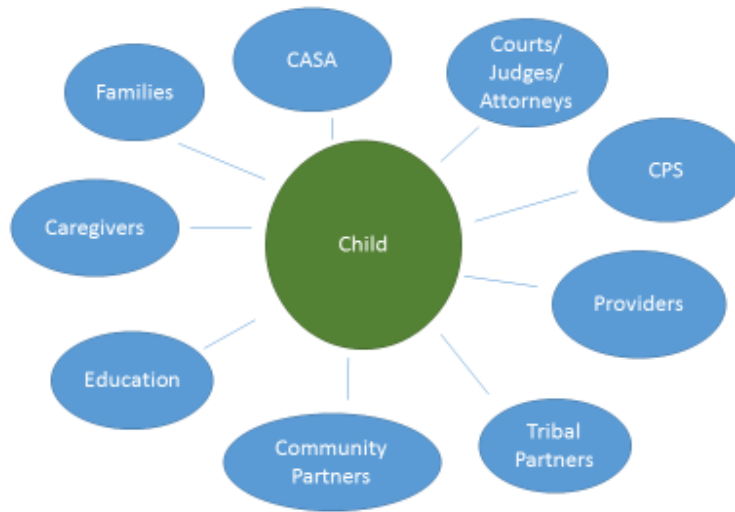 CASA
Courts/
Judges/
Attorneys
Families
CPS
Caregivers
Child
Providers
Education
Community
Partners
Tribal
Partners